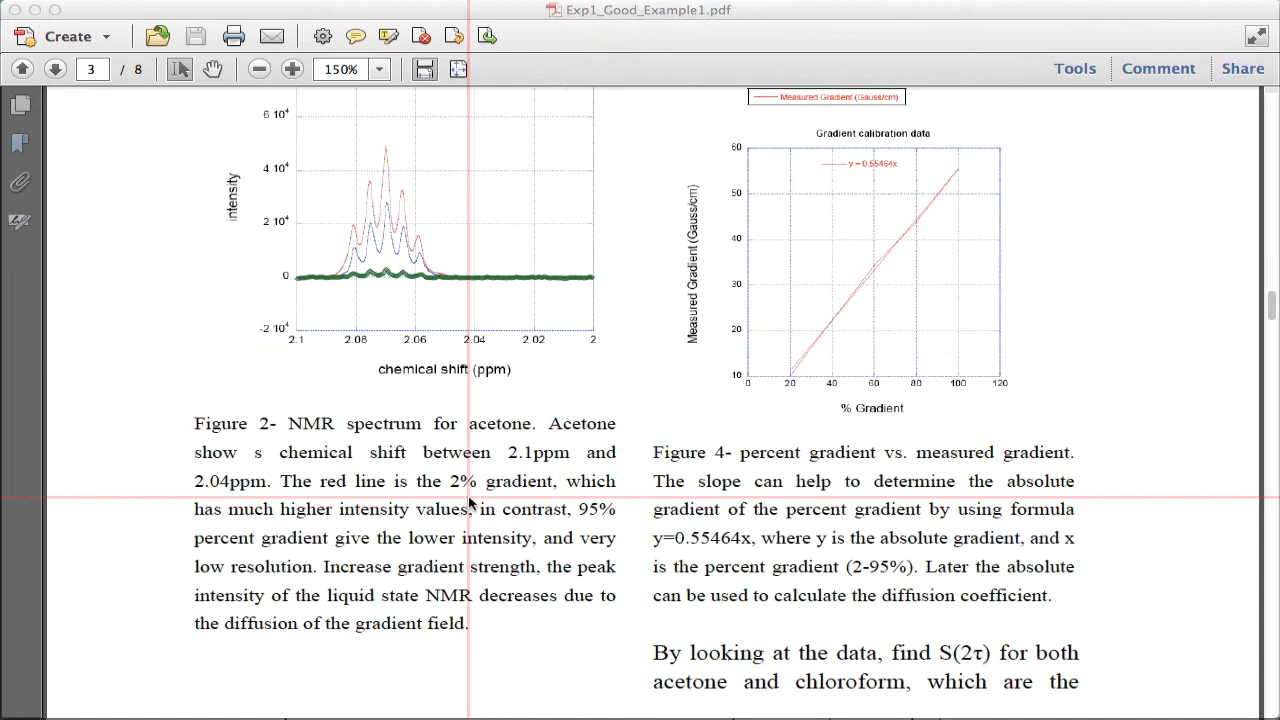 Exp1_Good_Example1.pdf
Create
3 / 8
150%
Tools
Comment
Share
6 10⁴
4 10⁴
2 10⁴
0
-2 10⁴
2.1 2.08 2.06 2.04 2.02 2
intensity
chemical shift (ppm)
Figure 2- NMR spectrum for acetone. Acetone
show s chemical shift between 2.1ppm and
2.04ppm. The red line is the 2% gradient, which
has much higher intensity values, in contrast, 95%
percent gradient give the lower intensity, and very
low resolution. Increase gradient strength, the peak
intensity of the liquid state NMR decreases due to
the diffusion of the gradient field.
Measured Gradient (Gauss/cm)
Gradient calibration data
y = 0.55464x
60
50
40
30
20
10
0 20 40 60 80 100 120
Measured Gradient (Gauss/cm)
% Gradient
Figure 4- percent gradient vs. measured gradient.
The slope can help to determine the absolute
gradient of the percent gradient by using formula
y=0.55464x, where y is the absolute gradient, and x
is the percent gradient (2-95%). Later the absolute
can be used to calculate the diffusion coefficient.
By looking at the data, find S(2τ) for both
acetone and chloroform, which are the